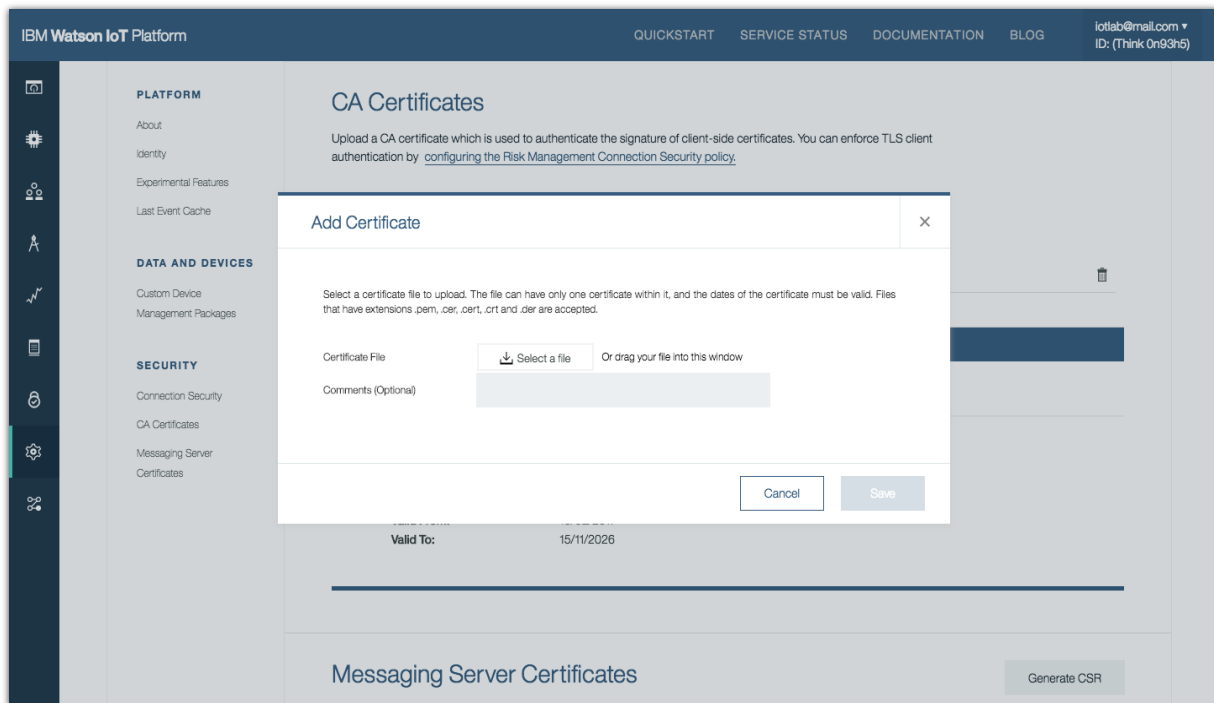 IBM Watson IoT Platform
QUICKSTART
SERVICE STATUS
DOCUMENTATION
BLOG
iotlab@mail.com ▾
ID: (Think 0n93h5)
PLATFORM
About
Identity
Experimental Features
Last Event Cache
DATA AND DEVICES
Custom Device
Management Packages
SECURITY
Connection Security
CA Certificates
Messaging Server
Certificates
CA Certificates
Upload a CA certificate which is used to authenticate the signature of client-side certificates. You can enforce TLS client
authentication by configuring the Risk Management Connection Security policy.
Add Certificate
×
Select a certificate file to upload. The file can have only one certificate within it, and the dates of the certificate must be valid. Files
that have extensions .pem, .cer, .cert, .crt and .der are accepted.
Certificate File
Select a file
Or drag your file into this window
Comments (Optional)
Cancel
Save
Valid To:
15/11/2026
Messaging Server Certificates
Generate CSR